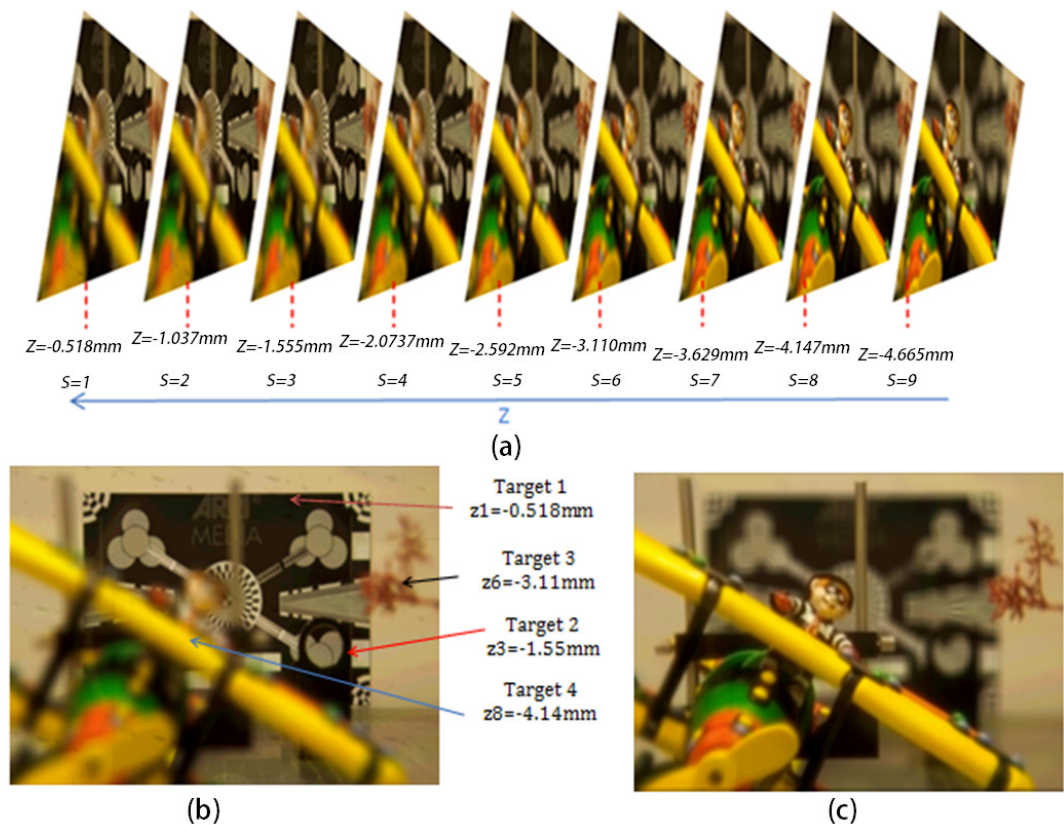 Z=-0.518mm Z=-1.037mm Z=-1.555mm Z=-2.0737mm Z=-2.592mm Z=-3.110mm Z=-3.629mm Z=-4.147mm Z=-4.665mm
S=1 S=2 S=3 S=4 S=5 S=6 S=7 S=8 S=9
Z
(a)
Target 1
z1=-0.518mm
Target 3
z6=-3.11mm
Target 2
z3=-1.55mm
Target 4
z8=-4.14mm
MEDIA
(b)
(c)